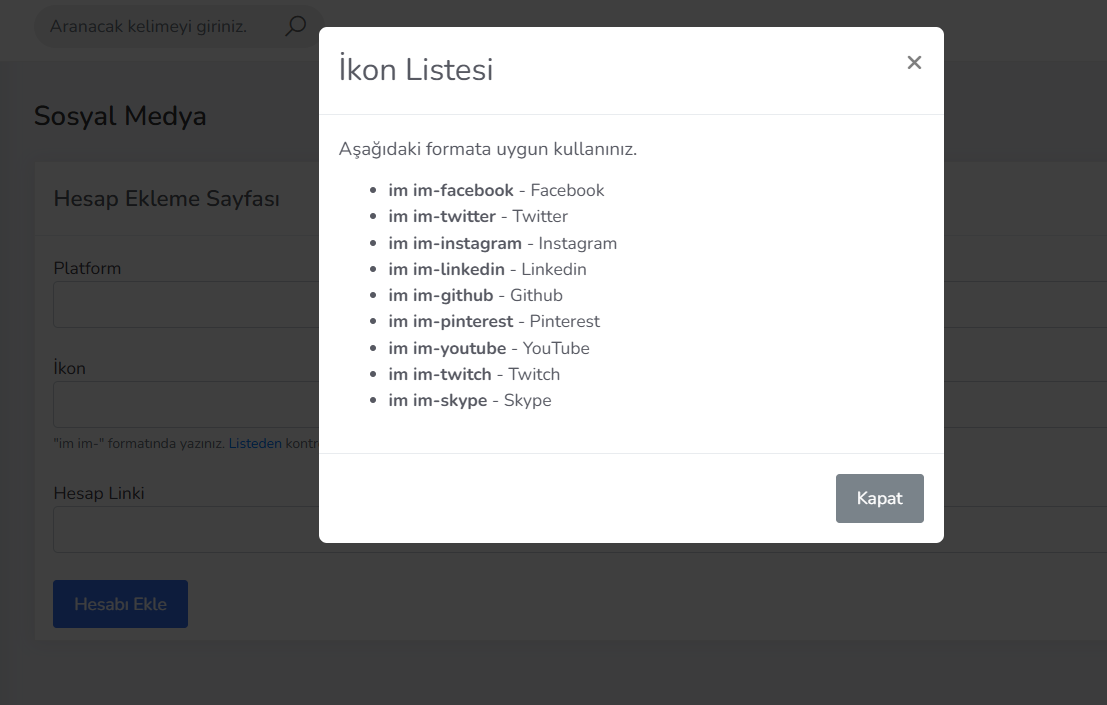 Aranacak kelimeyi giriniz.
Sosyal Medya
Hesap Ekleme Sayfası
Platform
İkon
"im im-" formatında yazınız. Listeden
Hesap Linki
Hesabı Ekle
İkon Listesi
×
Aşağıdaki formata uygun kullanınız.
• im im-facebook - Facebook
• im im-twitter - Twitter
• im im-instagram - Instagram
• im im-linkedin - Linkedin
• im im-github - Github
• im im-pinterest - Pinterest
• im im-youtube - YouTube
• im im-twitch - Twitch
• im im-skype - Skype
Kapat